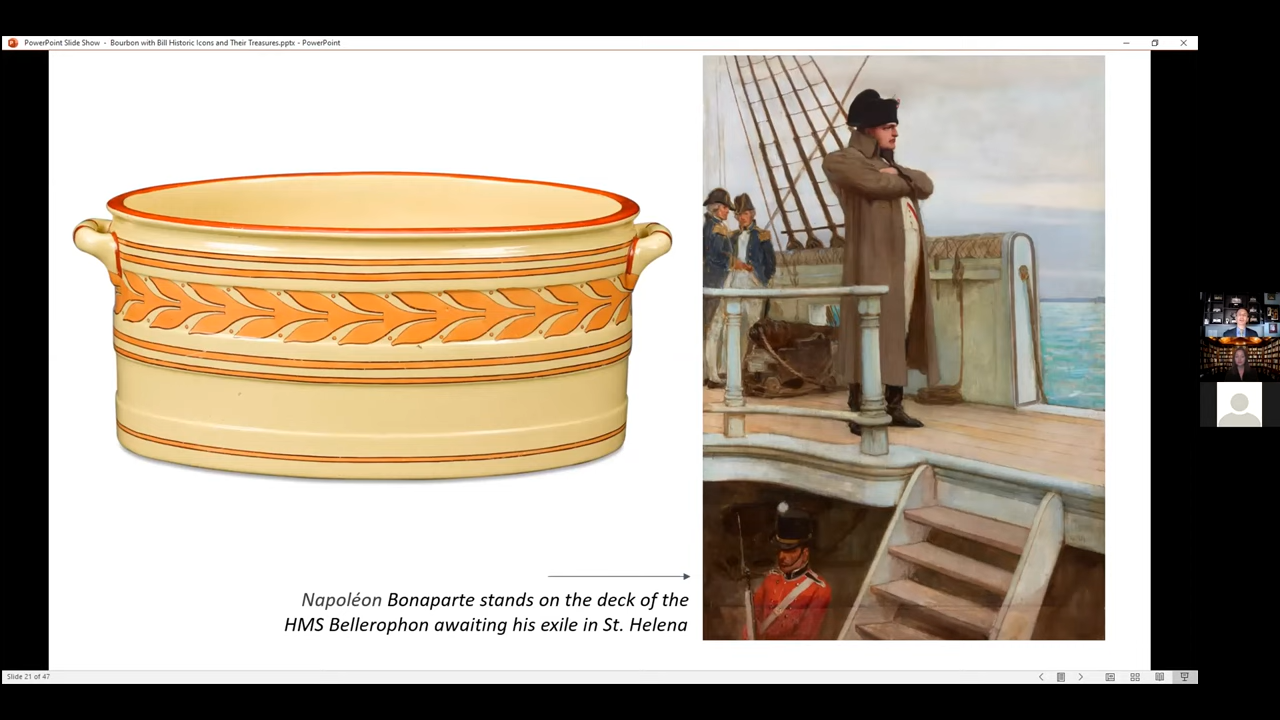 PowerPoint Slide Show - Bourbon with Bill Historic Icons and Their Treasures.pptx - PowerPoint
Napoléon Bonaparte stands on the deck of the
HMS Bellerophon awaiting his exile in St. Helena
Slide 21 of 47